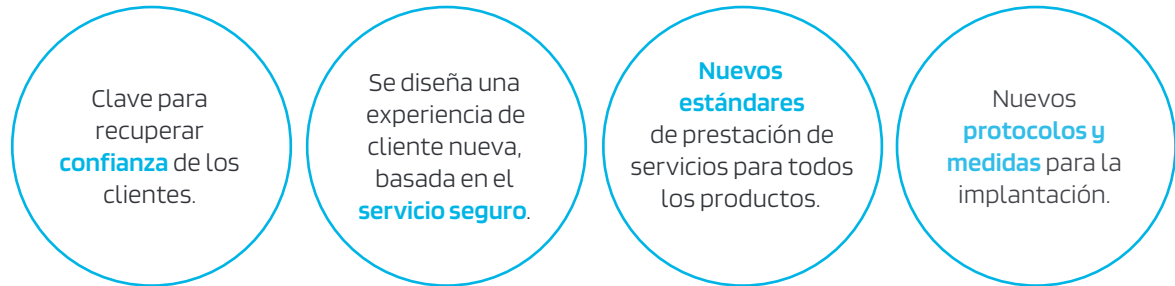 Clave para
recuperar
confianza de los
clientes.
Se diseña una
experiencia de
cliente nueva,
basada en el
servicio seguro.
Nuevos
estándares
de prestación de
servicios para todos
los productos.
Nuevos
protocolos y
medidas para la
implantación.